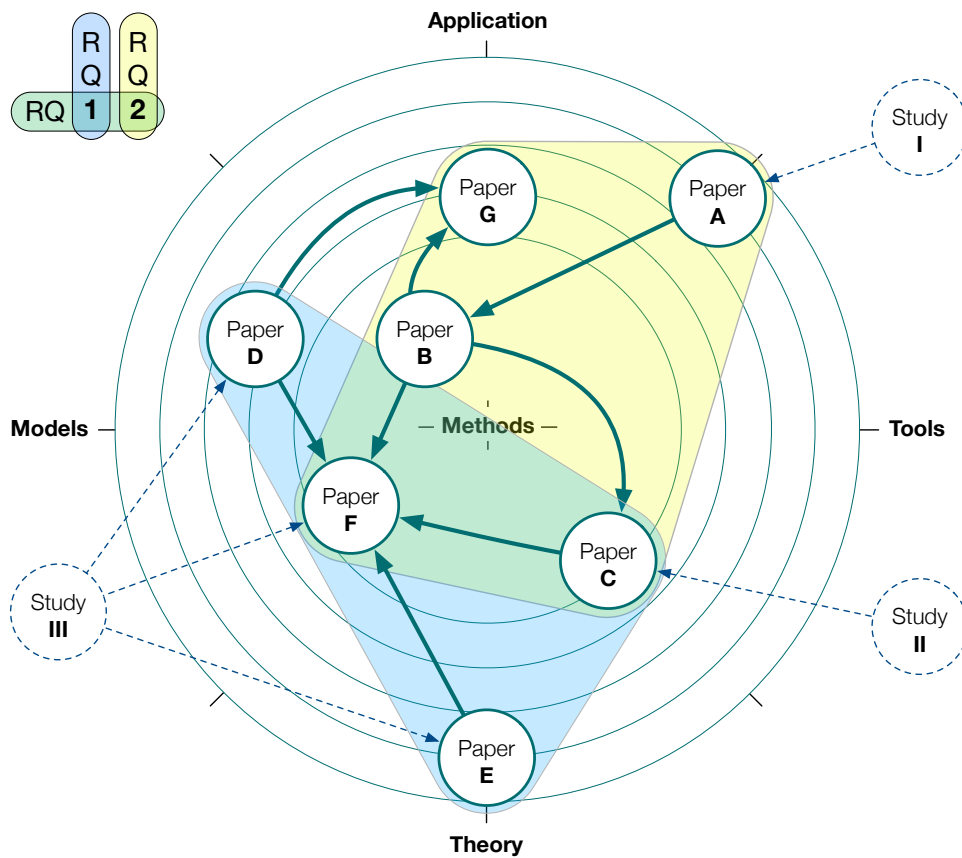 Application
R R
Q Q
RQ 1 2
Study
I
Paper
G
Paper
A
Paper
D
Paper
B
Models
Methods
Tools
Paper
F
Paper
C
Study
III
Study
II
Paper
E
Theory